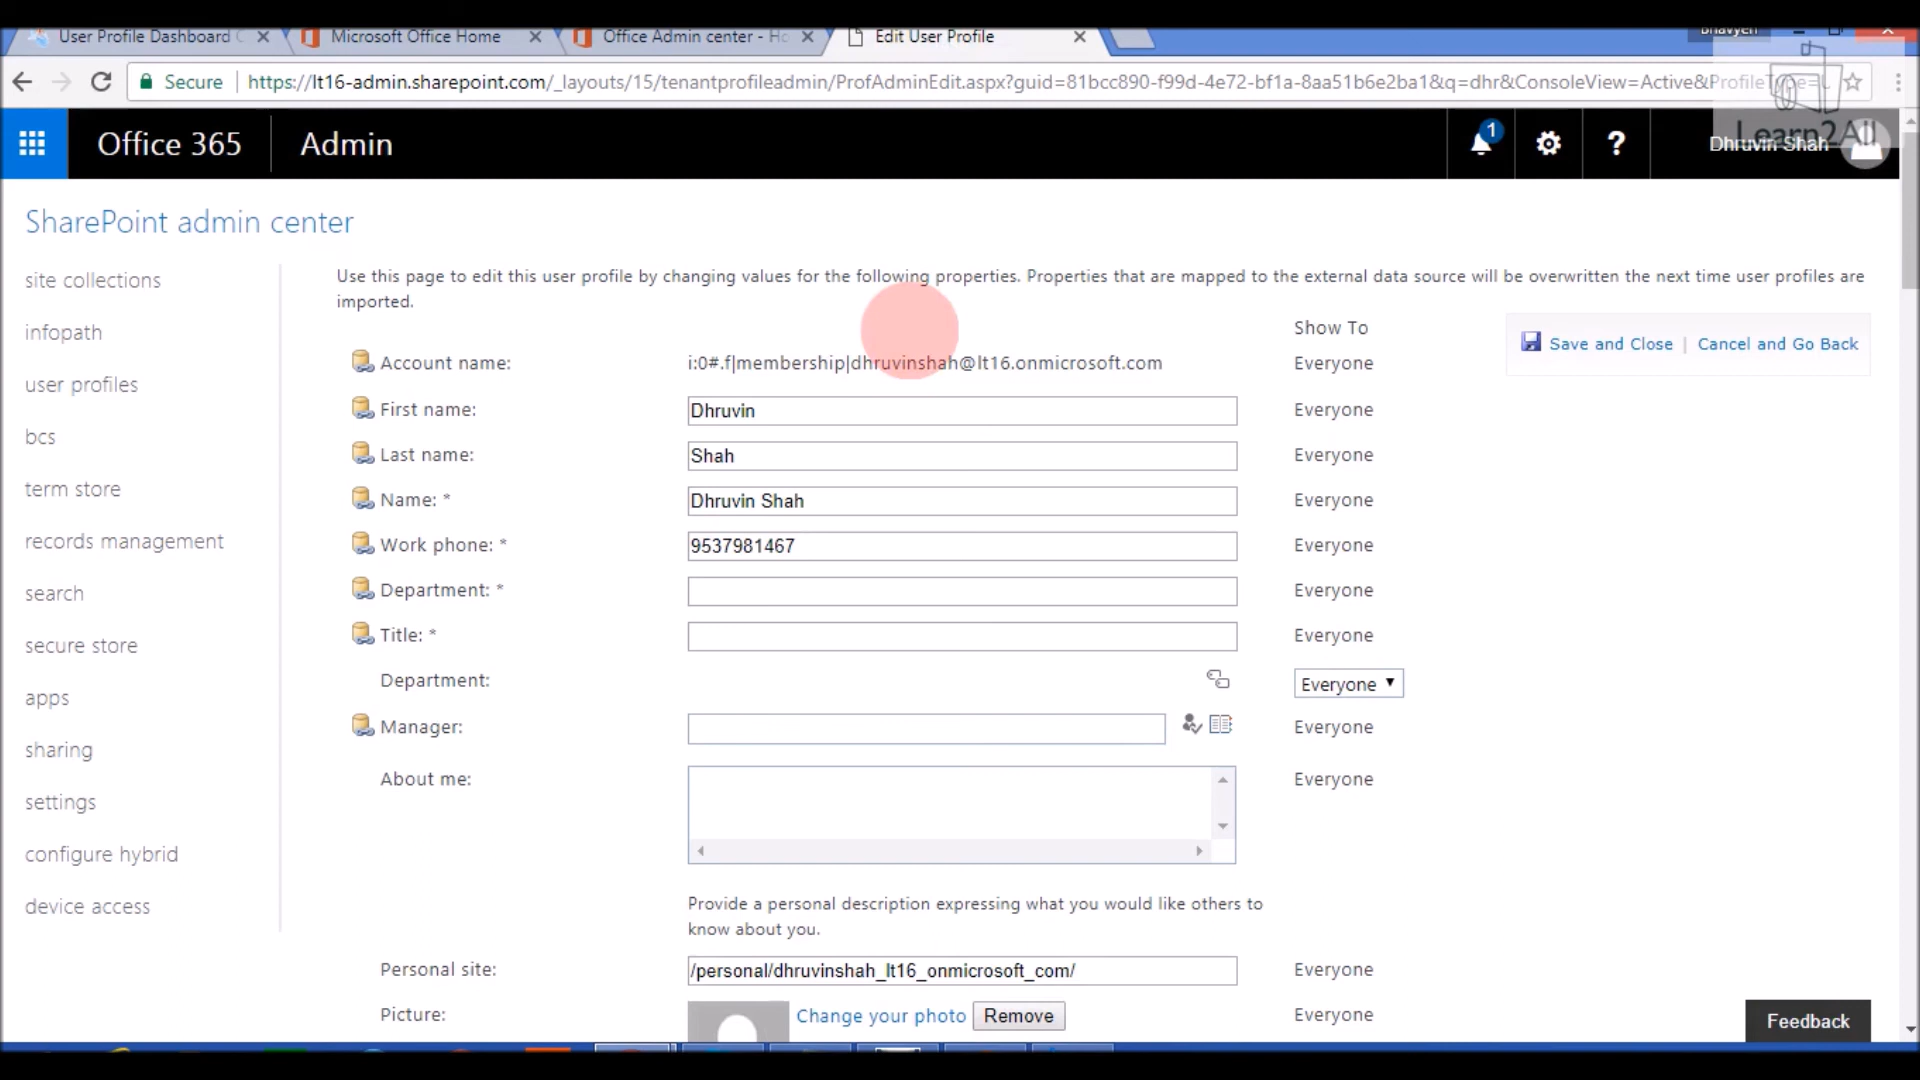 User Profile Dashboard
Microsoft Office Home
Office Admin center - Ho
Edit User Profile
Bhavyen
Secure
https://lt16-admin.sharepoint.com/_layouts/15/tenantprofileadmin/ProfAdminEdit.aspx?guid=81bcc890-f99d-4e72-bf1a-8aa51b6e2ba1&q=dhr&ConsoleView=Active&ProfileType=U
Office 365
Admin
1
?
Dhruvin Shah
Learn2All
SharePoint admin center
site collections
infopath
user profiles
bcs
term store
records management
search
secure store
apps
sharing
settings
configure hybrid
device access
Use this page to edit this user profile by changing values for the following properties. Properties that are mapped to the external data source will be overwritten the next time user profiles are
imported.
Show To
Save and Close | Cancel and Go Back
Account name: i:0#.f|membership|dhruvinshah@lt16.onmicrosoft.com Everyone
First name: Dhruvin Everyone
Last name: Shah Everyone
Name: * Dhruvin Shah Everyone
Work phone: * 9537981467 Everyone
Department: * Everyone
Title: * Everyone
Department: Everyone
Manager: Everyone
About me: Everyone
Provide a personal description expressing what you would like others to
know about you.
Personal site: /personal/dhruvinshah_lt16_onmicrosoft_com/ Everyone
Picture: Change your photo Remove Everyone
Feedback